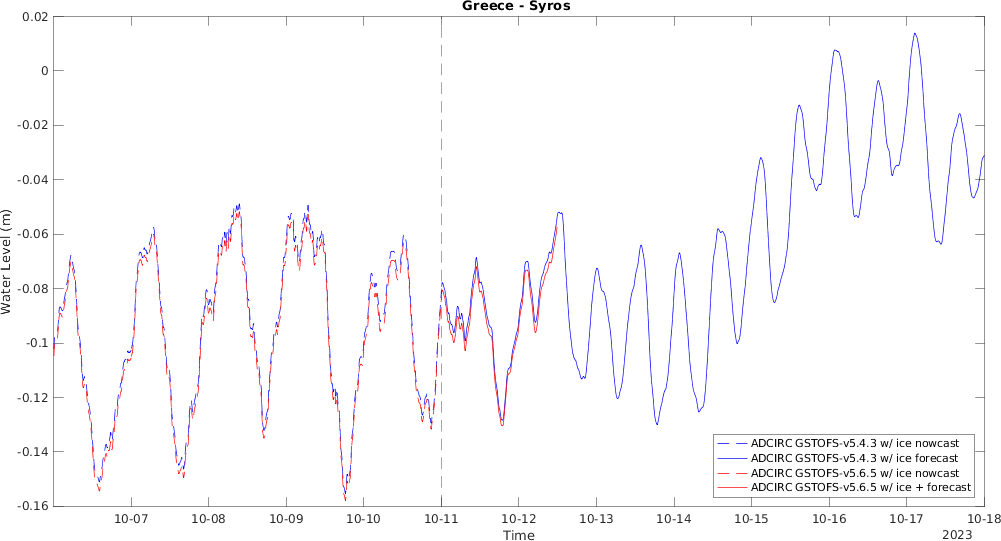 Greece - Syros
0.02
0
-0.02
-0.04
-0.06
-0.08
-0.1
-0.12
-0.14
-0.16
Water Level (m)
10-07 10-08 10-09 10-10 10-11 10-12 10-13 10-14 10-15 10-16 10-17 10-18
Time
2023
ADCIRC GSTOFS-v5.4.3 w/ ice nowcast
ADCIRC GSTOFS-v5.4.3 w/ ice forecast
ADCIRC GSTOFS-v5.6.5 w/ ice nowcast
ADCIRC GSTOFS-v5.6.5 w/ ice + forecast